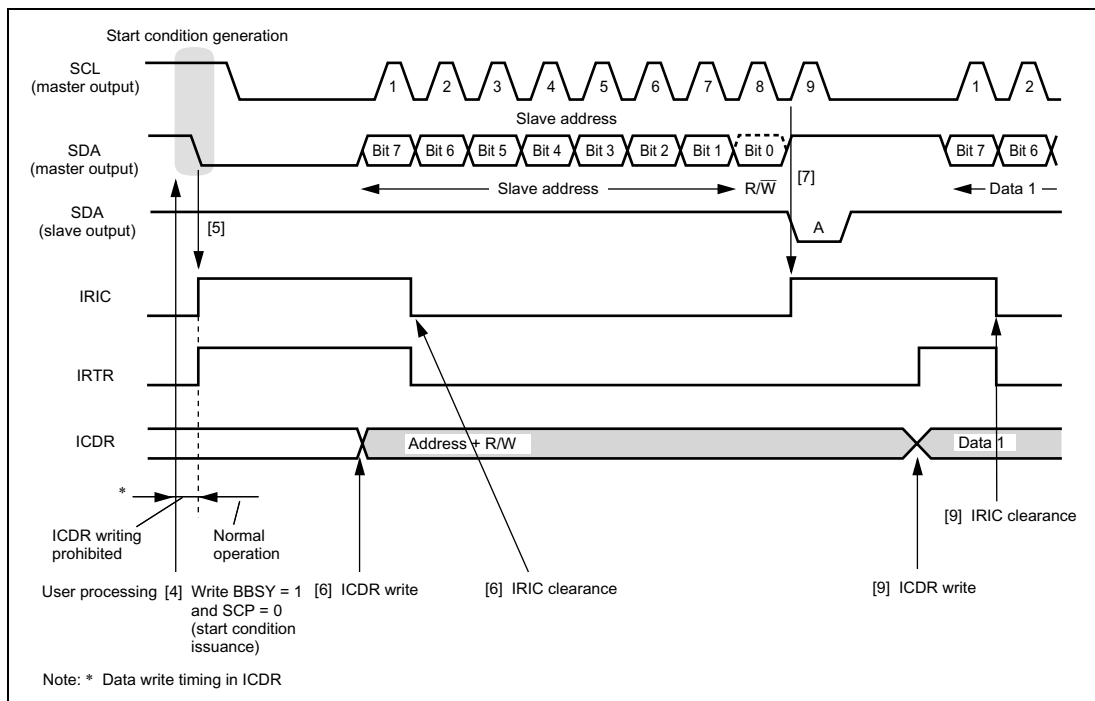 Start condition generation
SCL
(master output)
1 2 3 4 5 6 7 8 9 1 2
Slave address
SDA
(master output)
Bit 7 Bit 6 Bit 5 Bit 4 Bit 3 Bit 2 Bit 1 Bit 0 Bit 7 Bit 6
Slave address R/W̅ [7] Data 1
SDA
(slave output)
[5] A
IRIC
IRTR
ICDR Address + R/W Data 1
*
ICDR writing
prohibited
Normal
operation
[9] IRIC clearance
User processing [4] Write BBSY = 1
and SCP = 0
(start condition
issuance)
[6] ICDR write
[6] IRIC clearance
[9] ICDR write
Note: * Data write timing in ICDR